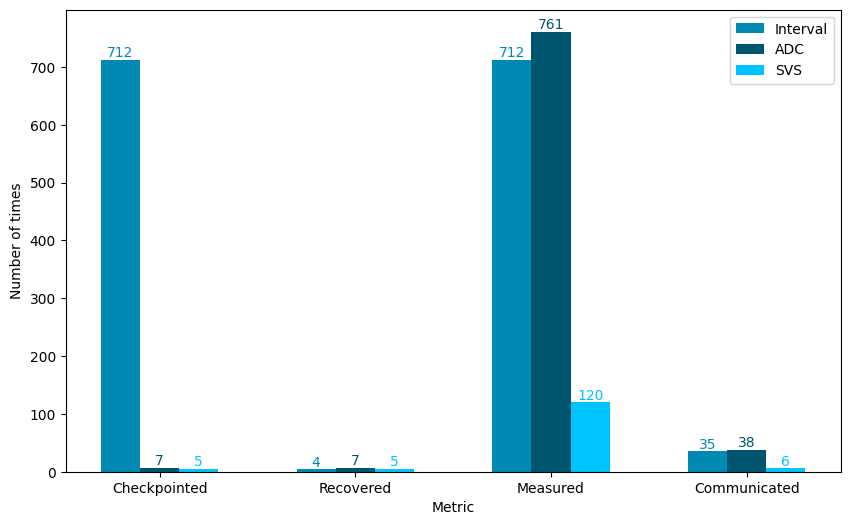 Interval
ADC
SVS
Number of times
700
600
500
400
300
200
100
0
712
7
5
4
7
5
712
761
120
35
38
6
Checkpointed
Recovered
Measured
Communicated
Metric